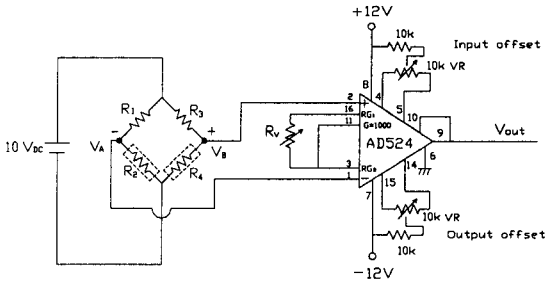 +12V
10k
Input offset
10k VR
8
4
5
2
+
16
RG₁
11
G=1000
10
9
Vout
AD524
6
3
RG₂
1
−
14
15
7
10k VR
Output offset
10k
−12V
10 VDC
R1
R3
−
+
VA
VB
R2
R4
Rv